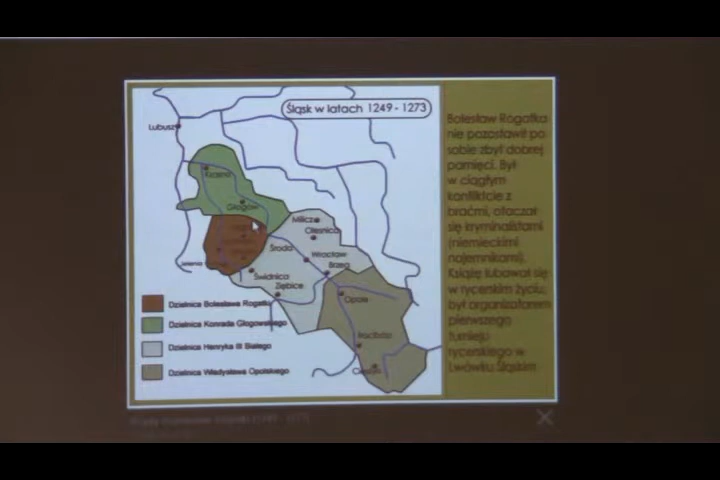 Śląsk w latach 1249 - 1273
Lubusz
Krosno
Głogów
Milicz
Oleśnica
Środa
Wrocław
Brzeg
Świdnica
Ziębice
Opole
Racibórz
Dzielnica Bolesława Rogatki
Dzielnica Konrada Głogowskiego
Dzielnica Henryka III Białego
Dzielnica Władysława Opolskiego
Bolesław Rogatka
nie pozostawił po
sobie zbyt dobrej
pamięci. Był
w ciągłym
konflikcie z
braćmi, otaczał
się kryminalistami
(niemieckimi
najemnikami).
Książę lubował się
w rycerskim życiu,
był organizatorem
pierwszego
turnieju
rycerskiego w
Lwówku Śląskim